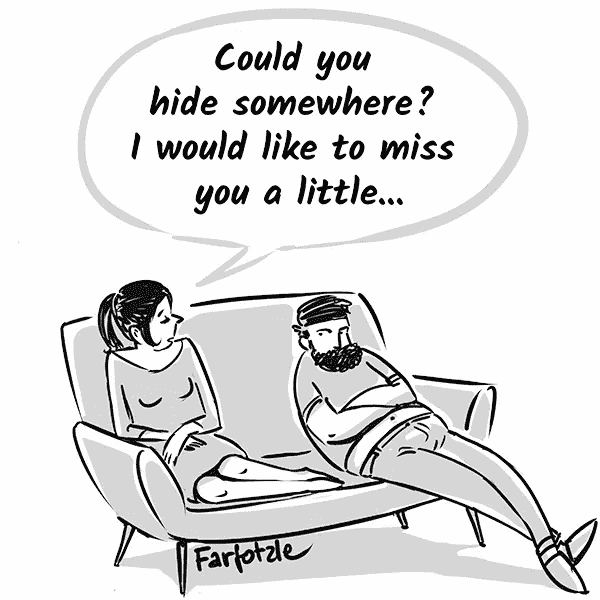 Could you
hide somewhere?
I would like to miss
you a little...
Farfotzle